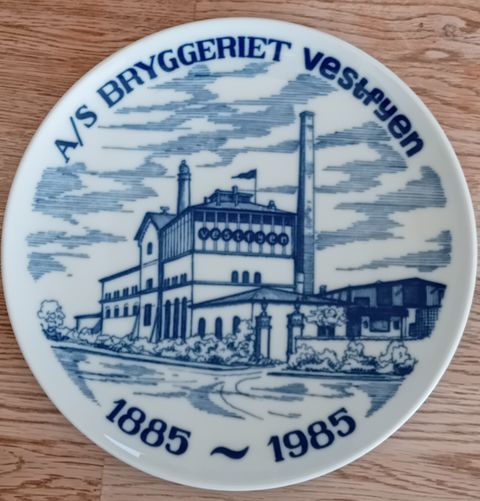 A/S BRYGGERIET vestfyen
vestfyen
1885 ~ 1985